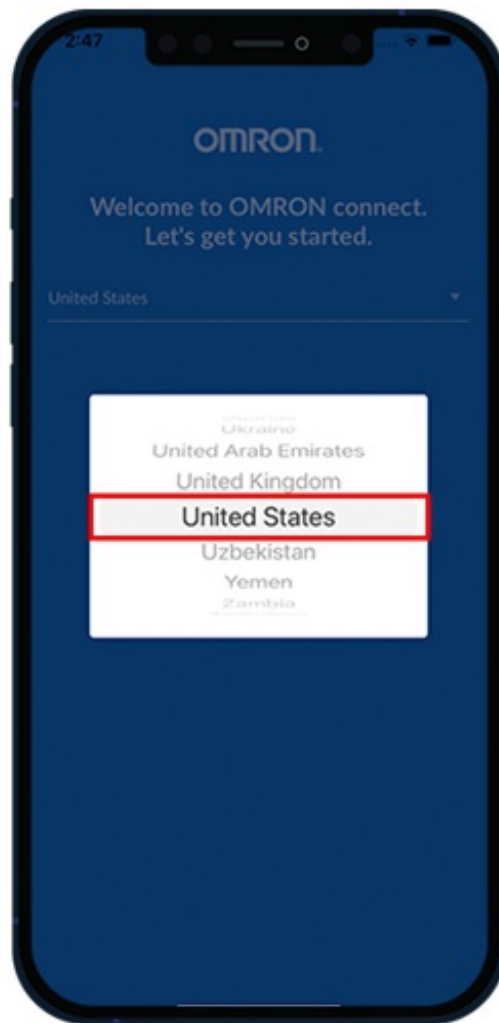 2:47
OMRON
Welcome to OMRON connect.
Let's get you started.
United States
Ukraine
United Arab Emirates
United Kingdom
United States
Uzbekistan
Yemen
Zambia